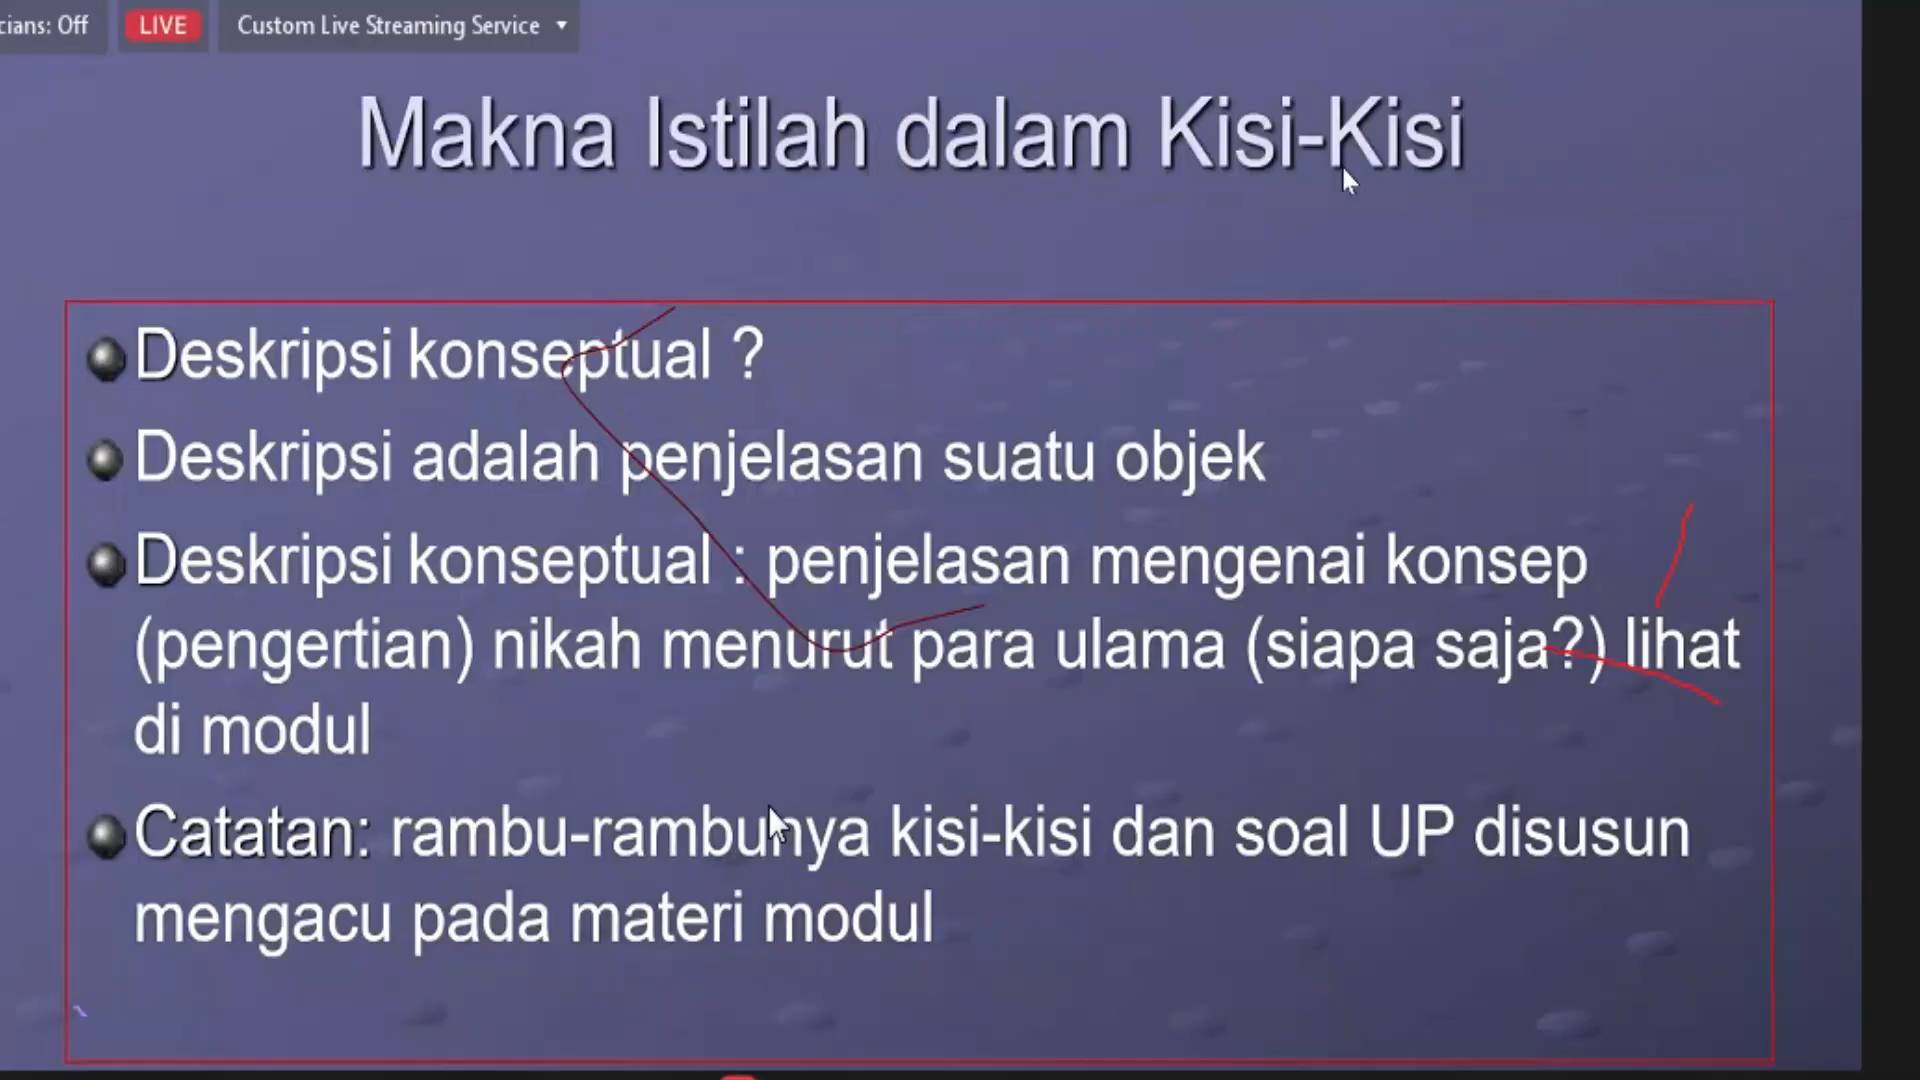 cians: Off LIVE Custom Live Streaming Service
Makna Istilah dalam Kisi-Kisi
Deskripsi konseptual ?
Deskripsi adalah penjelasan suatu objek
Deskripsi konseptual : penjelasan mengenai konsep
(pengertian) nikah menurut para ulama (siapa saja?) lihat
di modul
Catatan: rambu-rambunya kisi-kisi dan soal UP disusun
mengacu pada materi modul